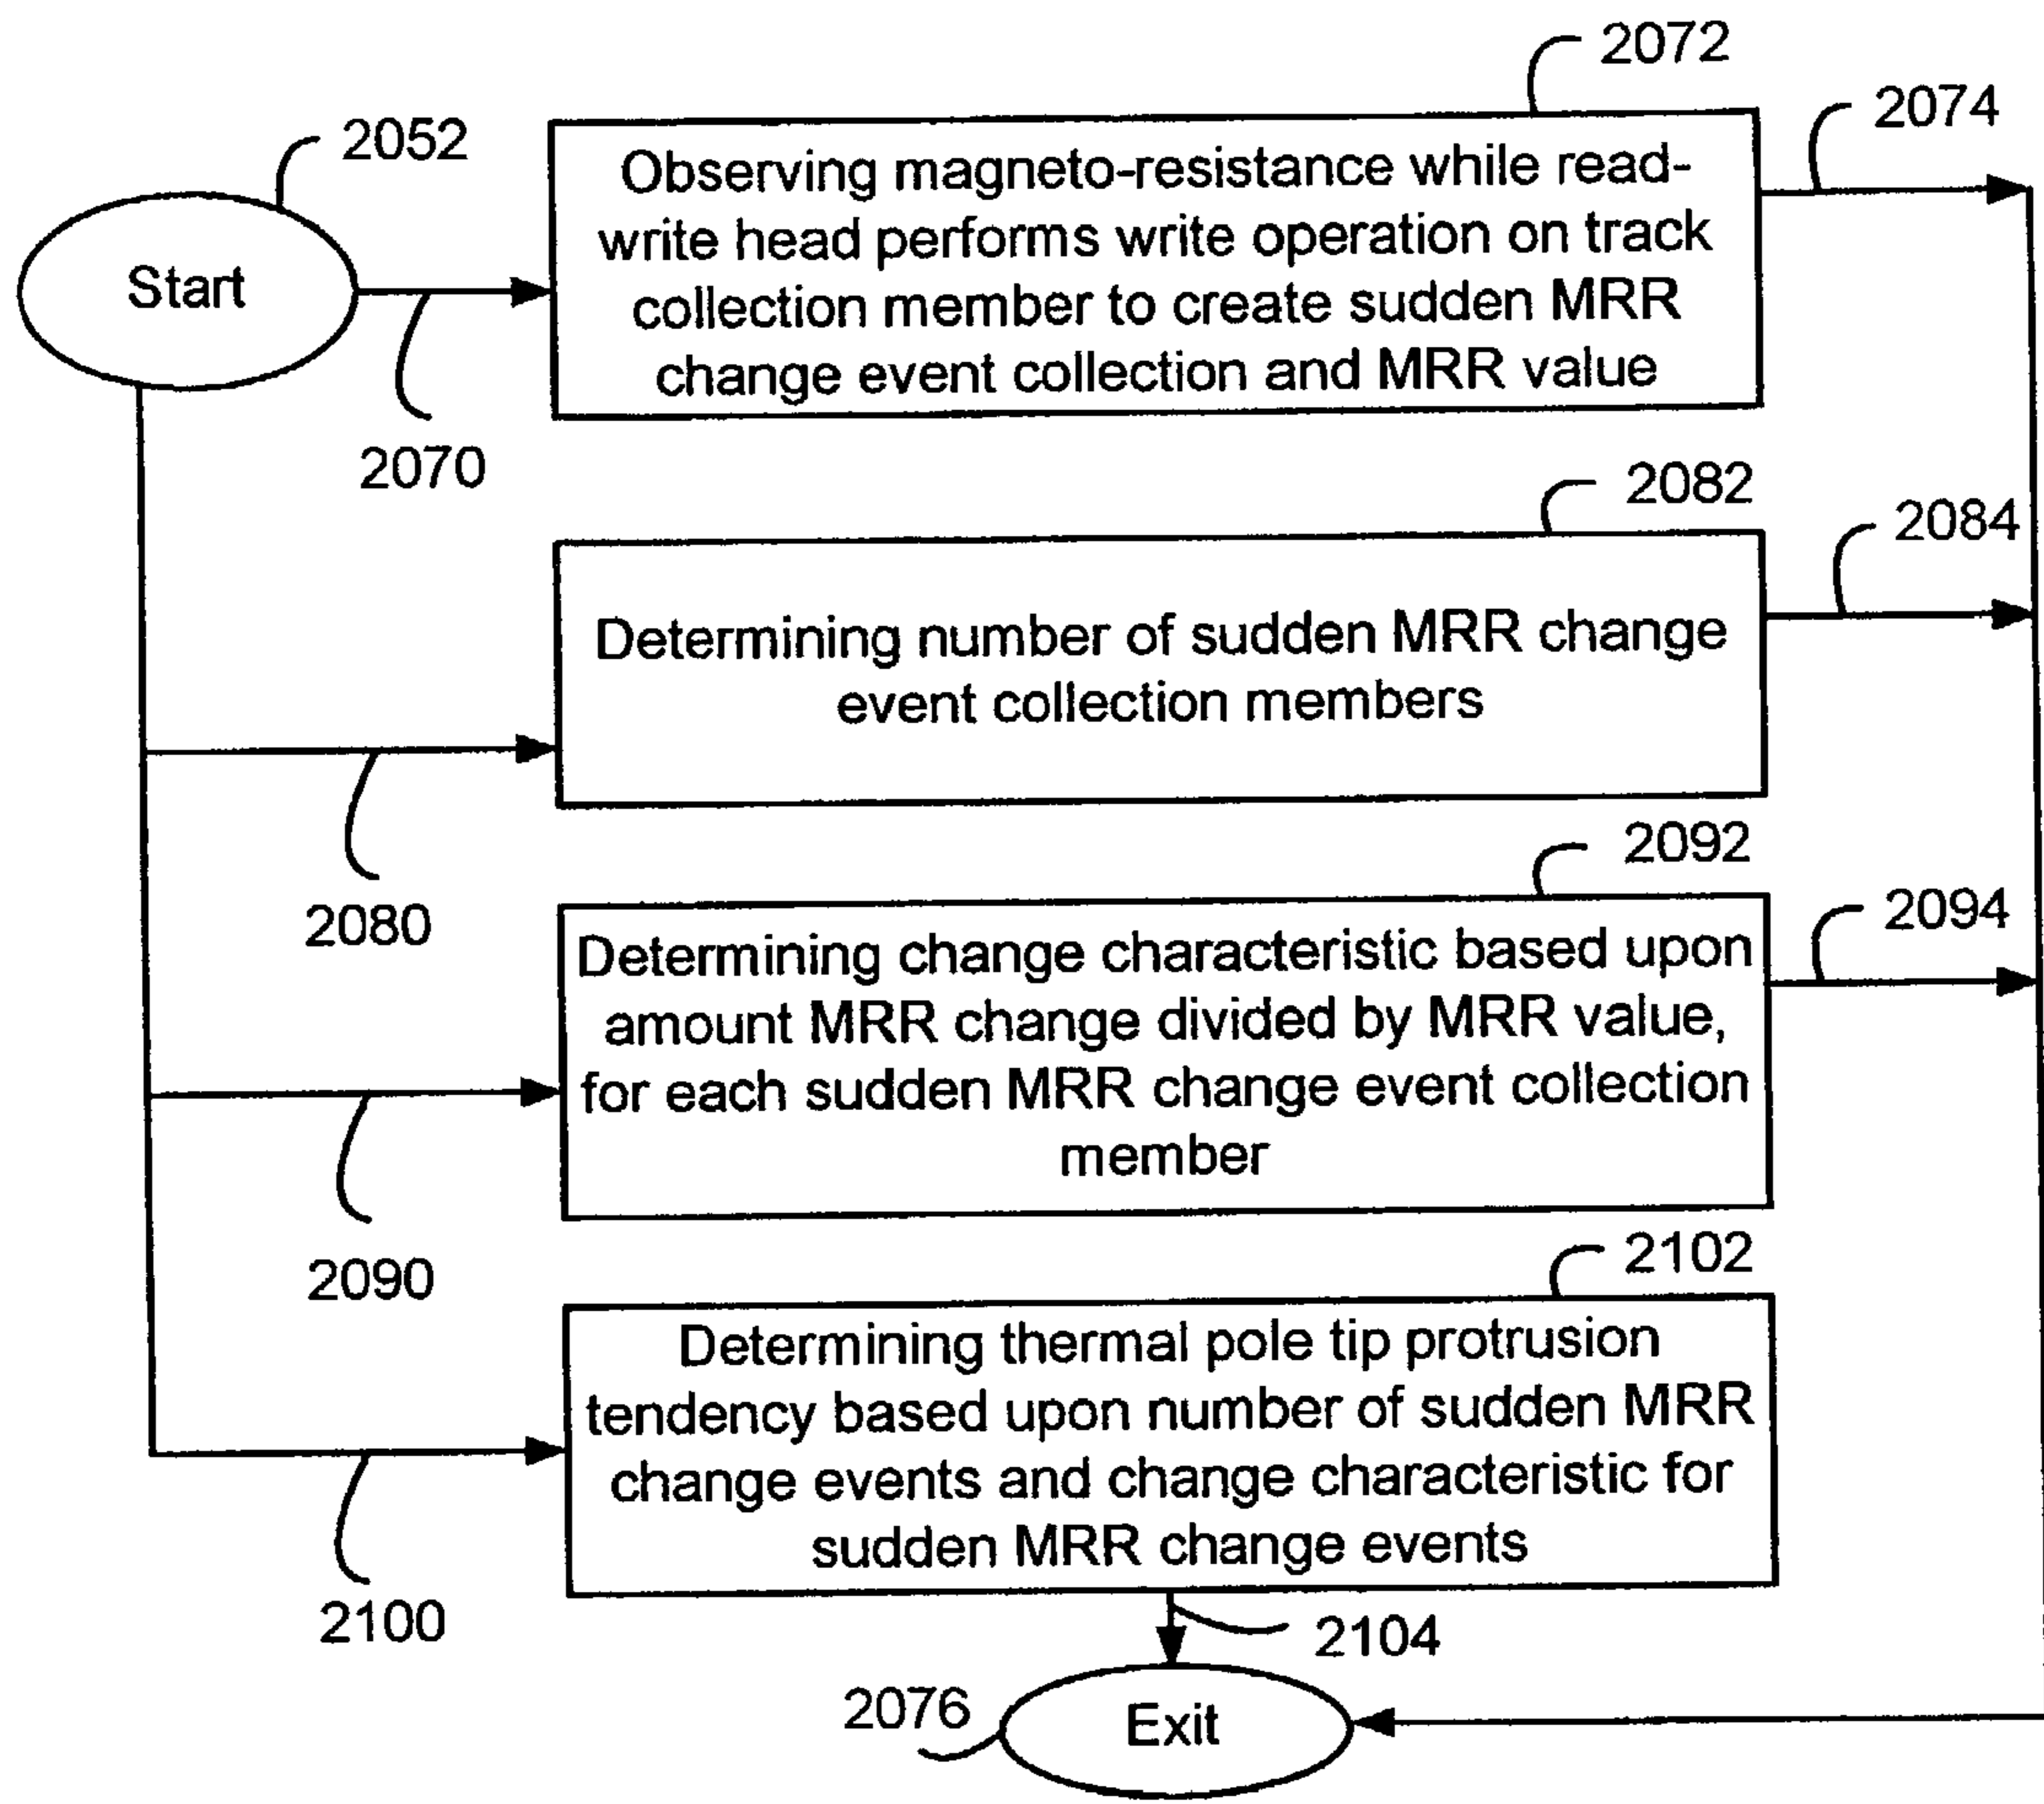 2072
2074
2052
Observing magneto-resistance while read-
write head performs write operation on track
collection member to create sudden MRR
change event collection and MRR value
Start
2070
2082
2084
Determining number of sudden MRR change
event collection members
2080
2092
2094
Determining change characteristic based upon
amount MRR change divided by MRR value,
for each sudden MRR change event collection
member
2090
2102
Determining thermal pole tip protrusion
tendency based upon number of sudden MRR
change events and change characteristic for
sudden MRR change events
2100
2104
2076
Exit